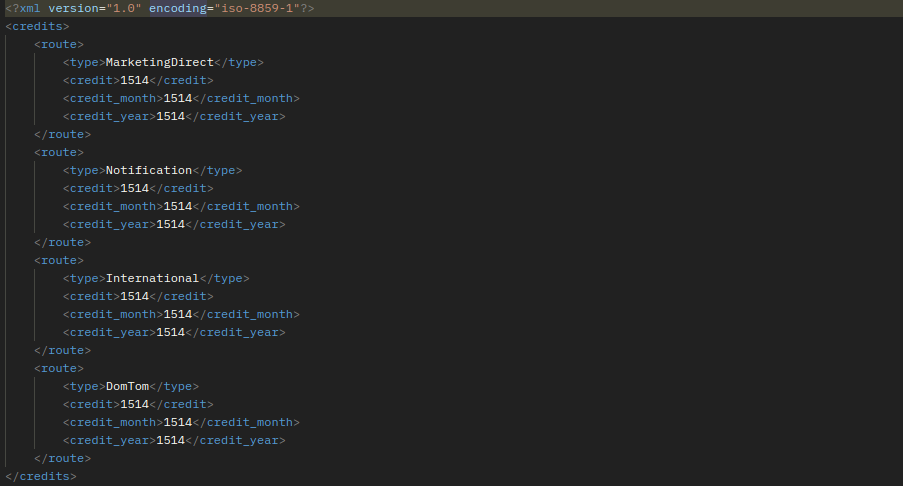 <?xml version="1.0" encoding="iso-8859-1"?>
<credits>
    <route>
        <type>MarketingDirect</type>
        <credit>1514</credit>
        <credit_month>1514</credit_month>
        <credit_year>1514</credit_year>
    </route>
    <route>
        <type>Notification</type>
        <credit>1514</credit>
        <credit_month>1514</credit_month>
        <credit_year>1514</credit_year>
    </route>
    <route>
        <type>International</type>
        <credit>1514</credit>
        <credit_month>1514</credit_month>
        <credit_year>1514</credit_year>
    </route>
    <route>
        <type>DomTom</type>
        <credit>1514</credit>
        <credit_month>1514</credit_month>
        <credit_year>1514</credit_year>
    </route>
</credits>